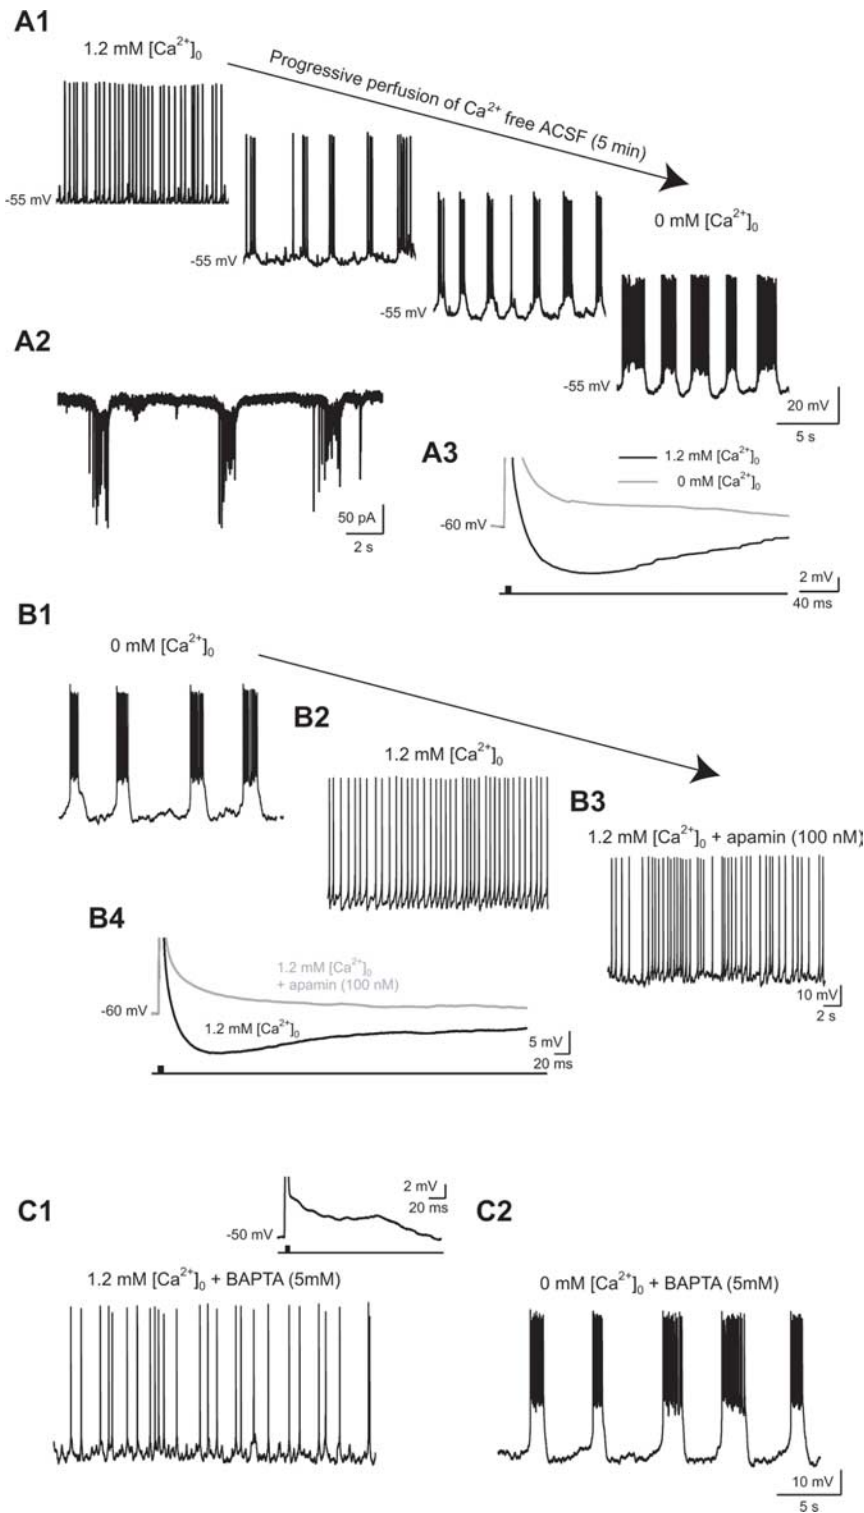 A1
1.2 mM [Ca²⁺]₀
Progressive perfusion of Ca²⁺ free ACSF (5 min)
-55 mV
-55 mV
-55 mV
0 mM [Ca²⁺]₀
-55 mV
20 mV
5 s
A2
50 pA
2 s
A3
1.2 mM [Ca²⁺]₀
0 mM [Ca²⁺]₀
-60 mV
2 mV
40 ms
B1
0 mM [Ca²⁺]₀
B2
1.2 mM [Ca²⁺]₀
B3
1.2 mM [Ca²⁺]₀ + apamin (100 nM)
10 mV
2 s
B4
1.2 mM [Ca²⁺]₀
+ apamin (100 nM)
-60 mV
1.2 mM [Ca²⁺]₀
5 mV
20 ms
C1
2 mV
20 ms
-50 mV
1.2 mM [Ca²⁺]₀ + BAPTA (5mM)
C2
0 mM [Ca²⁺]₀ + BAPTA (5mM)
10 mV
5 s